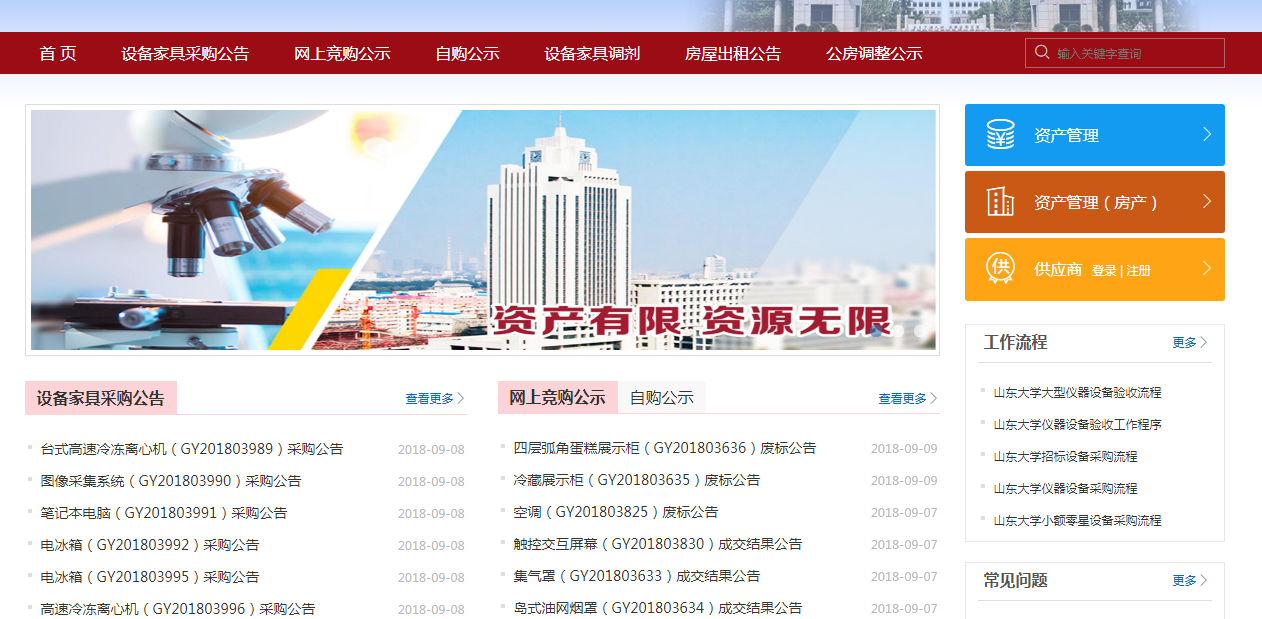 首 页 设备家具采购公告 网上竞购公示 自购公示 设备家具调剂 房屋出租公告 公房调整公示 输入关键字查询
资产有限 资源无限
资产管理
资产管理（房产）
供 供应商 登录 | 注册
设备家具采购公告 查看更多
台式高速冷冻离心机（GY201803989）采购公告 2018-09-08
图像采集系统（GY201803990）采购公告 2018-09-08
笔记本电脑（GY201803991）采购公告 2018-09-08
电冰箱（GY201803992）采购公告 2018-09-08
电冰箱（GY201803995）采购公告 2018-09-08
高速冷冻离心机（GY201803996）采购公告 2018-09-08
网上竞购公示 自购公示 查看更多
四层弧角蛋糕展示柜（GY201803636）废标公告 2018-09-09
冷藏展示柜（GY201803635）废标公告 2018-09-09
空调（GY201803825）废标公告 2018-09-07
触控交互屏幕（GY201803830）成交结果公告 2018-09-07
集气罩（GY201803633）成交结果公告 2018-09-07
岛式油网烟罩（GY201803634）成交结果公告 2018-09-07
工作流程 更多
山东大学大型仪器设备验收流程
山东大学仪器设备验收工作程序
山东大学招标设备采购流程
山东大学仪器设备采购流程
山东大学小额零星设备采购流程
常见问题 更多